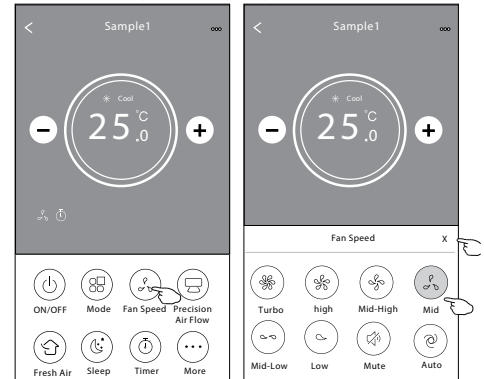 Sample1
Cool
25.0 °C
ON/OFF
Mode
Fan Speed
Precision
Air Flow
Fresh Air
Sleep
Timer
More
Sample1
Cool
25.0 °C
Fan Speed
X
Turbo
high
Mid-High
Mid
Mid-Low
Low
Mute
Auto